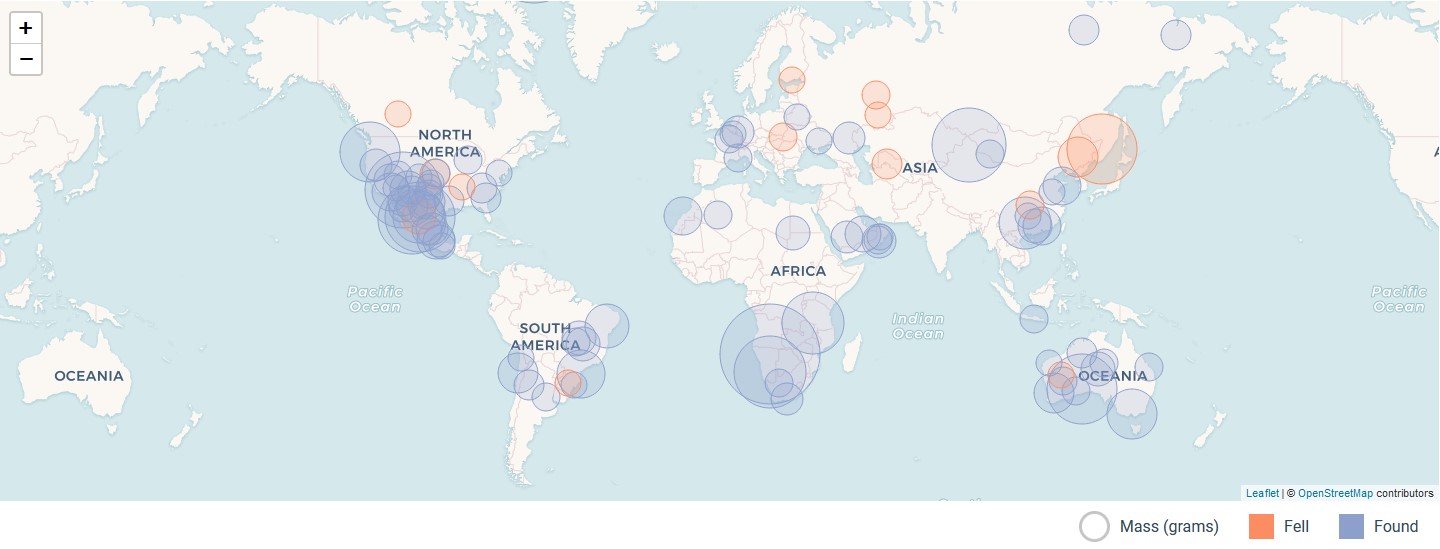 +
−
NORTH
AMERICA
ASIA
AFRICA
Pacific
Ocean
SOUTH
AMERICA
Indian
Ocean
Pacific
Ocean
OCEANIA
OCEANIA
Leaflet | © OpenStreetMap contributors
Mass (grams)
Fell
Found